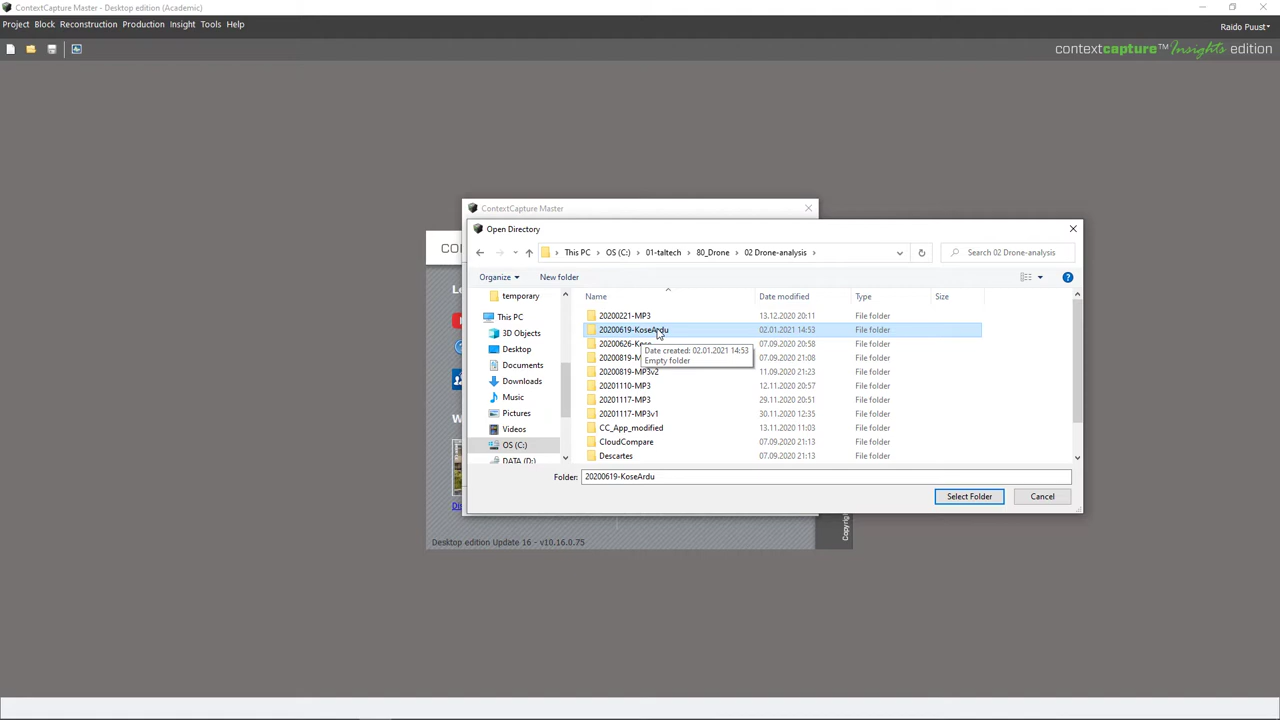 ContextCapture Master - Desktop edition (Academic)
Project Block Reconstruction Production Insight Tools Help
Raido Puust
contextcapture™ Insights edition
ContextCapture Master
Open Directory
This PC > OS (C:) > 01-taltech > 80_Drone > 02 Drone-analysis >
Search 02 Drone-analysis
Organize New folder
Name Date modified Type Size
temporary
This PC
3D Objects
Desktop
Documents
Downloads
Music
Pictures
Videos
OS (C:)
DATA (D:)
20200221-MP3 13.12.2020 20:11 File folder
20200619-KoseArdu 02.01.2021 14:53 File folder
20200626-Kose 07.09.2020 20:58 File folder
20200819-M 07.09.2020 21:08 File folder
20200819-MP3v2 11.09.2020 21:23 File folder
20201110-MP3 12.11.2020 20:57 File folder
20201117-MP3 29.11.2020 20:51 File folder
20201117-MP3v1 30.11.2020 12:35 File folder
CC_App_modified 13.11.2020 11:03 File folder
CloudCompare 07.09.2020 21:13 File folder
Descartes 07.09.2020 21:13 File folder
Date created: 02.01.2021 14:53
Empty folder
Folder: 20200619-KoseArdu
Select Folder Cancel
CO
Le
W
Di
Copyrig
Desktop edition Update 16 - v10.16.0.75